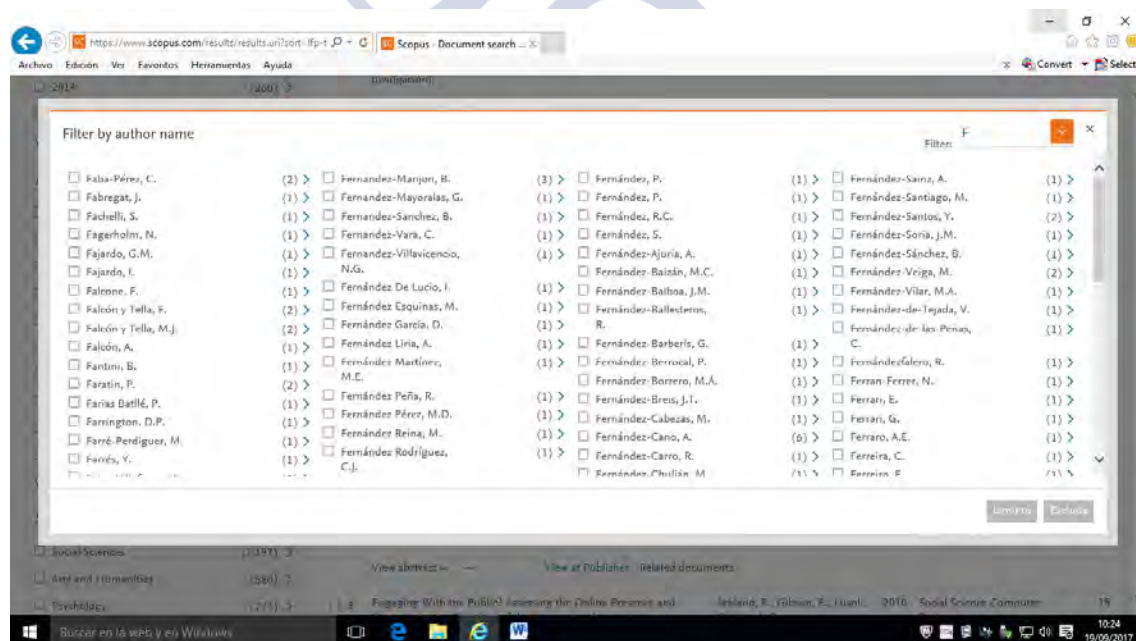 https://www.scopus.com/results/results.uri?sort=lfp-t
Scopus - Document search ...
Archivo Edición Ver Favoritos Herramientas Ayuda
Convert Select
2014
Filter by author name
Filter: F
Faba-Pérez, C. (2)
Fabregat, J. (1)
Fachelli, S. (1)
Fagerholm, N. (1)
Fajardo, G.M. (1)
Fajardo, I. (1)
Falcone, F. (1)
Falcón y Tella, F. (2)
Falcón y Tella, M.J. (2)
Falcón, A. (1)
Fantini, B. (1)
Faratin, P. (2)
Farias Batllé, P. (1)
Farrington, D.P. (1)
Farré-Perdiguer, M. (1)
Farrés, Y. (1)
Fernandez-Manjon, B. (3)
Fernandez-Mayoralas, G. (1)
Fernandez-Sanchez, B. (1)
Fernandez-Vara, C. (1)
Fernandez-Villavicencio, (1)
N.G.
Fernández De Lucio, I. (1)
Fernández Esquinas, M. (1)
Fernández García, D. (1)
Fernández Liria, A. (1)
Fernández Martínez, (1)
M.E.
Fernández Peña, R. (1)
Fernández Pérez, M.D. (1)
Fernández Reina, M. (1)
Fernández Rodríguez, (1)
C.J.
Fernández, P. (1)
Fernández, P. (1)
Fernández, R.C. (1)
Fernández, S. (1)
Fernández-Ajuria, A. (1)
Fernández-Baizán, M.C. (1)
Fernández-Balboa, J.M. (1)
Fernández-Ballesteros, (1)
R.
Fernández-Barberís, G. (1)
Fernández-Berrocal, P. (1)
Fernández-Borrero, M.A. (1)
Fernández-Breis, J.T. (1)
Fernández-Cabezas, M. (1)
Fernández-Cano, A. (6)
Fernández-Carro, R. (1)
Fernández-Chulián, M. (1)
Fernández-Sainz, A. (1)
Fernández-Santiago, M. (1)
Fernández-Santos, Y. (2)
Fernández-Soria, J.M. (1)
Fernández-Sánchez, B. (1)
Fernández-Veiga, M. (2)
Fernández-Vilar, M.A. (1)
Fernández-de-Tejada, V. (1)
Fernández-de-las-Peñas, (1)
C.
Fernándezfalero, R. (1)
Ferran-Ferrer, N. (1)
Ferrari, E. (1)
Ferrari, G. (1)
Ferraro, A.E. (1)
Ferreira, C. (1)
Ferreiro, F. (1)
Limit to Exclude
Social Sciences
Arts and Humanities (580)
Psychology
View abstract View at Publisher Related documents
Engaging With the Public? Assessing the Online Presence and 2016 Social Science Computer 15
Buscar en la web y en Windows
10:24
19/09/2017